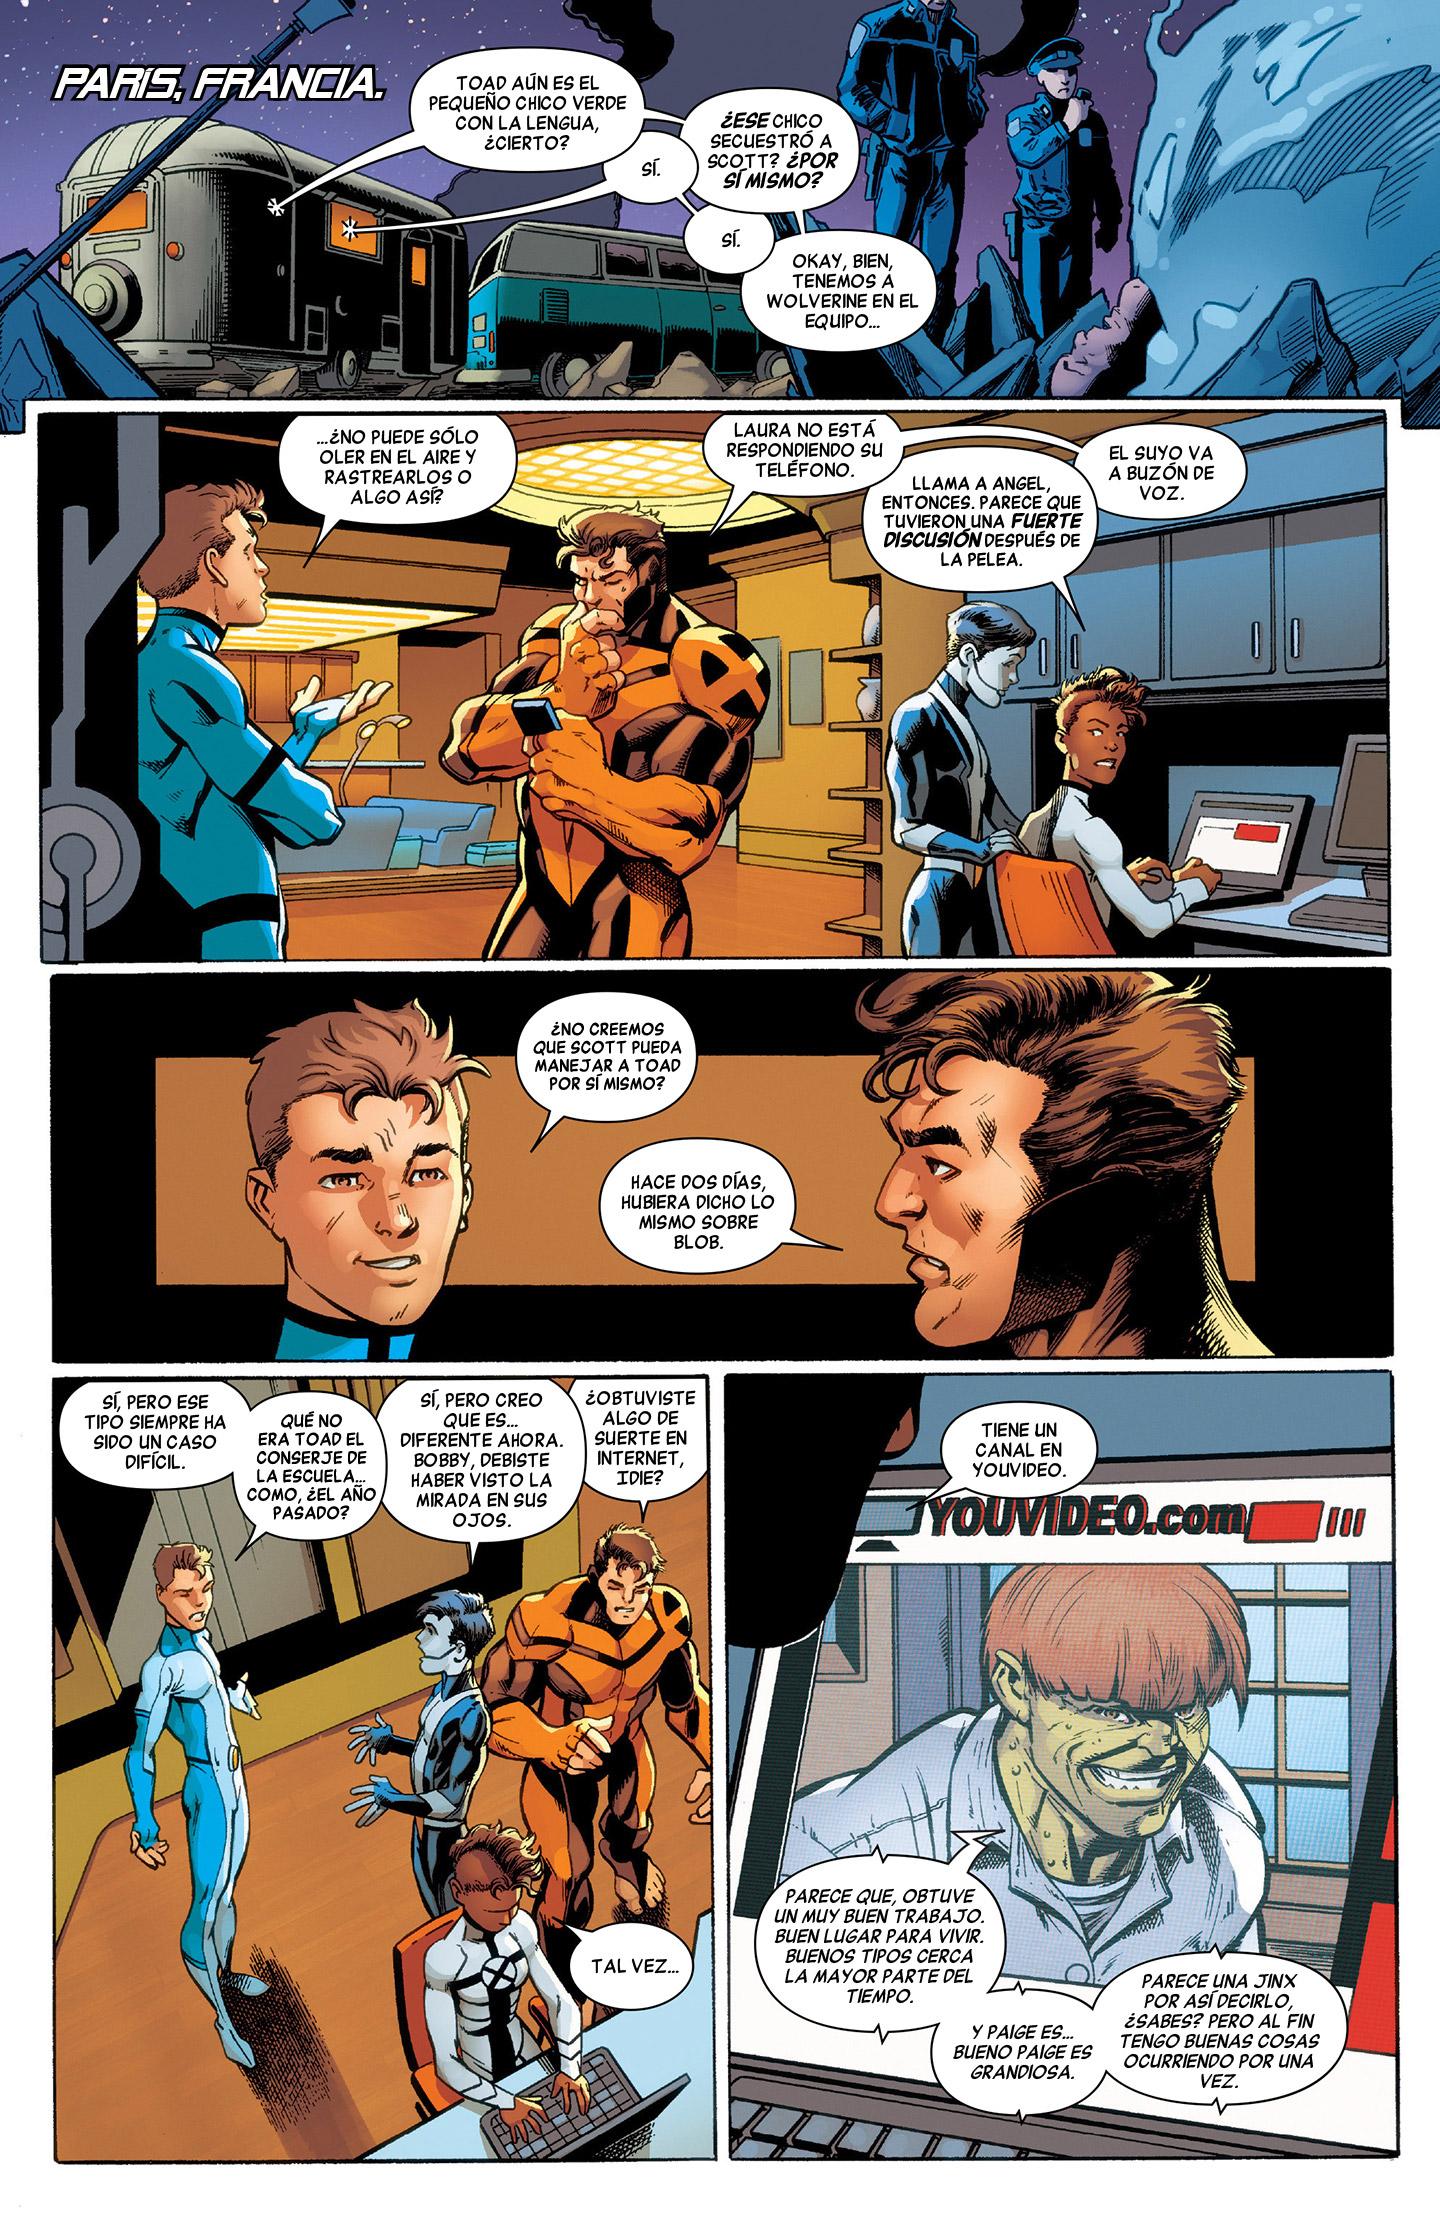 PARÍS, FRANCIA.
TOAD AÚN ES EL
PEQUEÑO CHICO VERDE
CON LA LENGUA,
¿CIERTO?
SÍ.
¿ESE CHICO
SECUESTRÓ A
SCOTT? ¿POR
SÍ MISMO?
SÍ.
OKAY, BIEN,
TENEMOS A
WOLVERINE EN EL
EQUIPO...
...¿NO PUEDE SÓLO
OLER EN EL AIRE Y
RASTREARLOS O
ALGO ASÍ?
LAURA NO ESTÁ
RESPONDIENDO SU
TELÉFONO.
LLAMA A ANGEL,
ENTONCES. PARECE QUE
TUVIERON UNA FUERTE
DISCUSIÓN DESPUÉS DE
LA PELEA.
EL SUYO VA
A BUZÓN DE
VOZ.
¿NO CREEMOS
QUE SCOTT PUEDA
MANEJAR A TOAD
POR SÍ MISMO?
HACE DOS DÍAS,
HUBIERA DICHO LO
MISMO SOBRE
BLOB.
SÍ, PERO ESE
TIPO SIEMPRE HA
SIDO UN CASO
DIFÍCIL.
QUÉ NO
ERA TOAD EL
CONSERJE DE
LA ESCUELA...
COMO, ¿EL AÑO
PASADO?
SÍ, PERO CREO
QUE ES...
DIFERENTE AHORA.
BOBBY, DEBISTE
HABER VISTO LA
MIRADA EN SUS
OJOS.
¿OBTUVISTE
ALGO DE
SUERTE EN
INTERNET,
IDIE?
TAL VEZ...
TIENE UN
CANAL EN
YOUVIDEO.
YOUVIDEO.com
PARECE QUE, OBTUVE
UN MUY BUEN TRABAJO.
BUEN LUGAR PARA VIVIR.
BUENOS TIPOS CERCA
LA MAYOR PARTE DEL
TIEMPO.
Y PAIGE ES...
BUENO PAIGE ES
GRANDIOSA.
PARECE UNA JINX
POR ASÍ DECIRLO,
¿SABES? PERO AL FIN
TENGO BUENAS COSAS
OCURRIENDO POR UNA
VEZ.